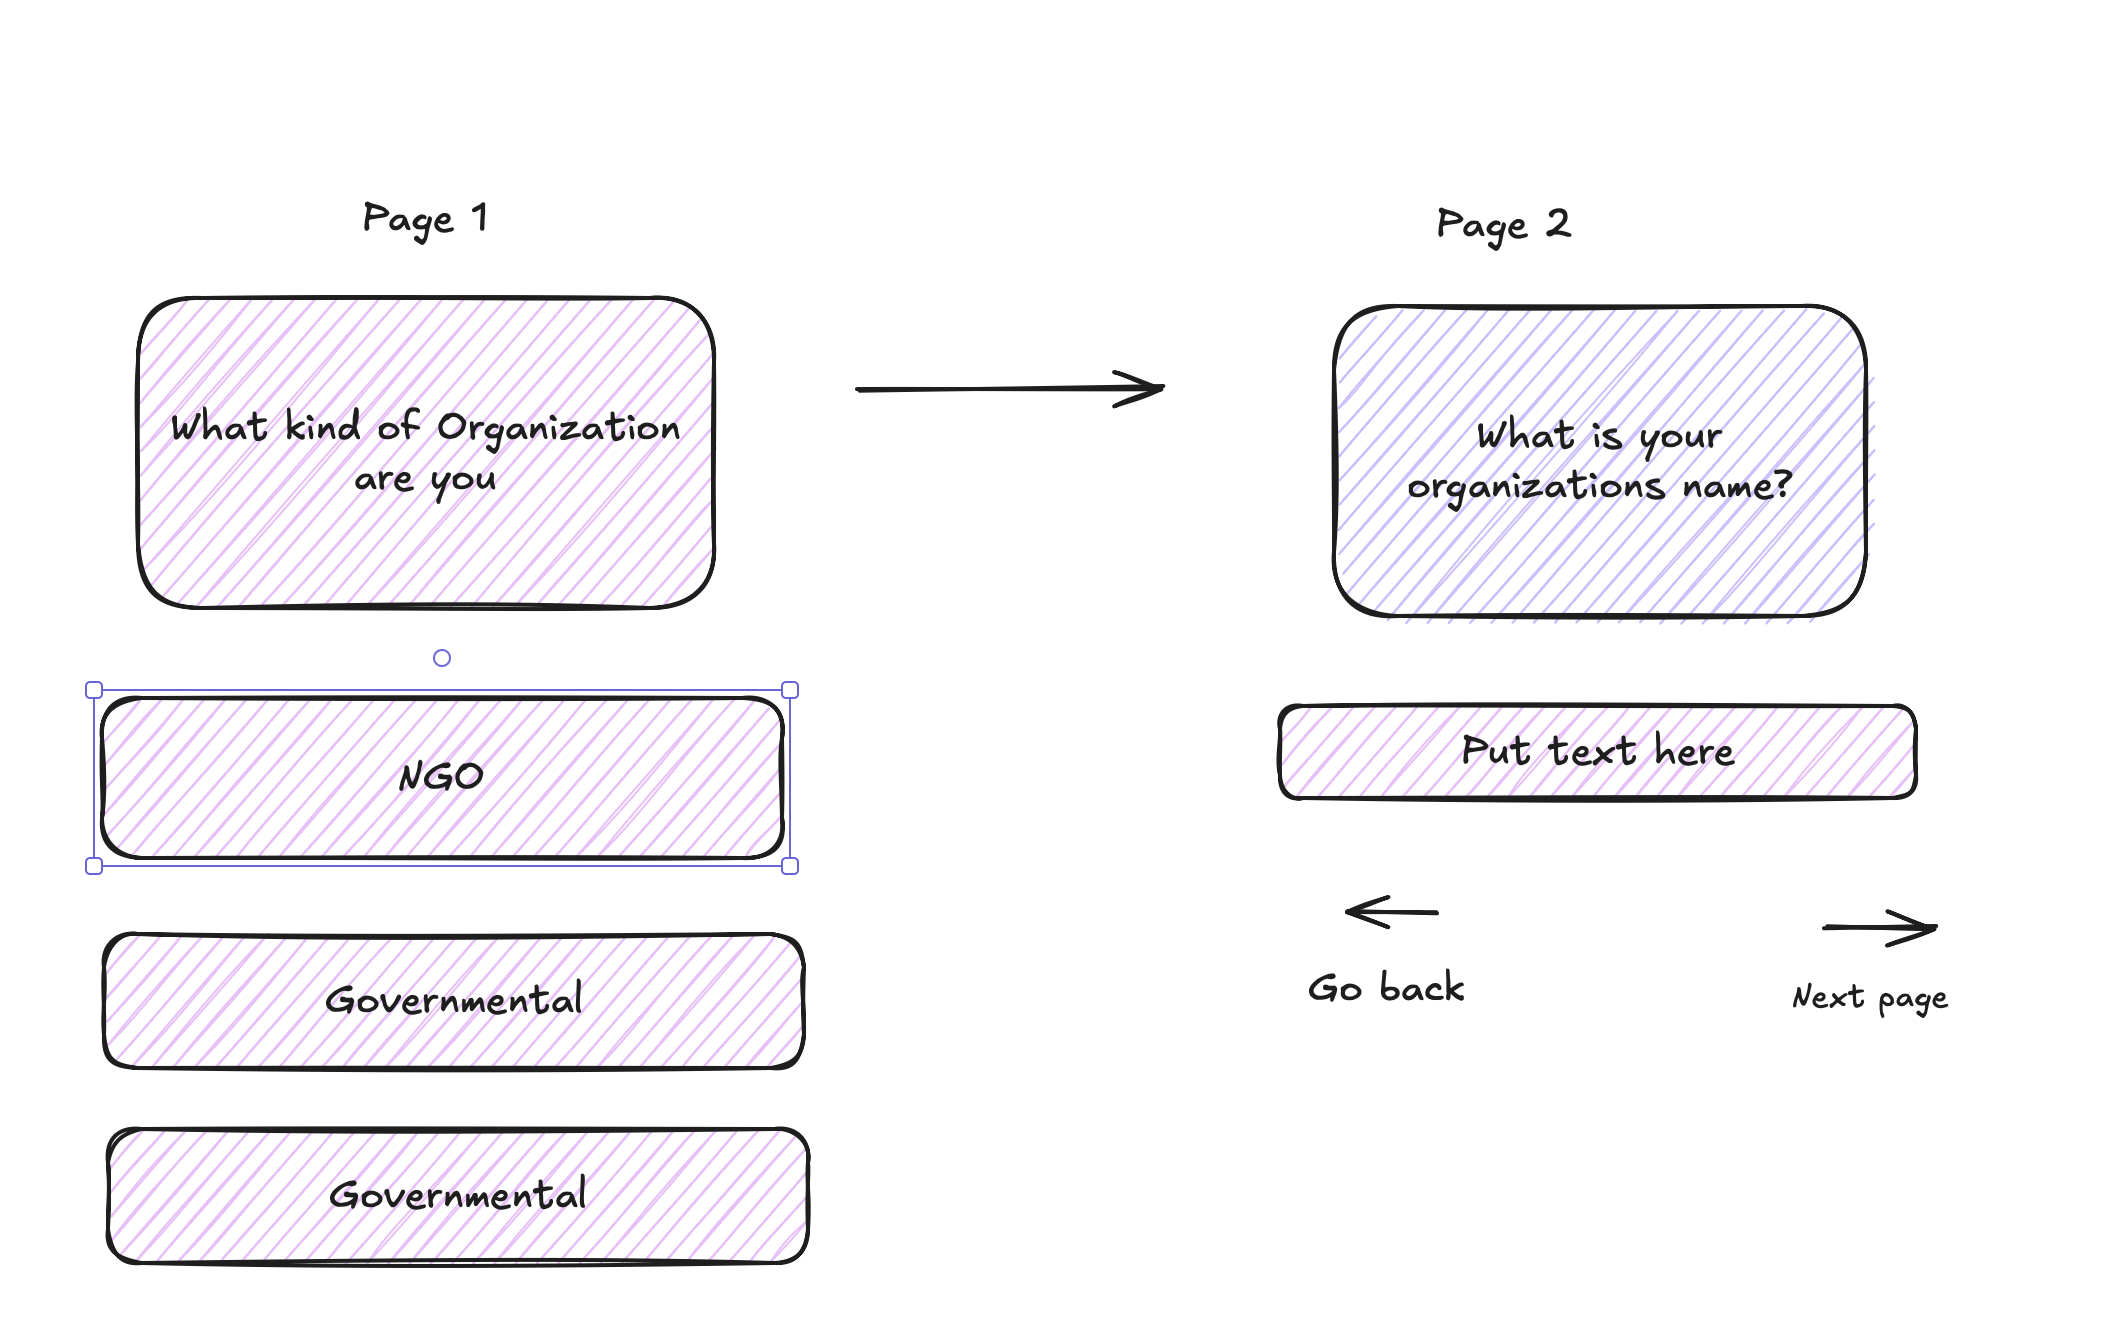 Page 1
What kind of Organization
are you
NGO
Governmental
Governmental
Page 2
What is your
organizations name?
Put text here
Go back
Next page